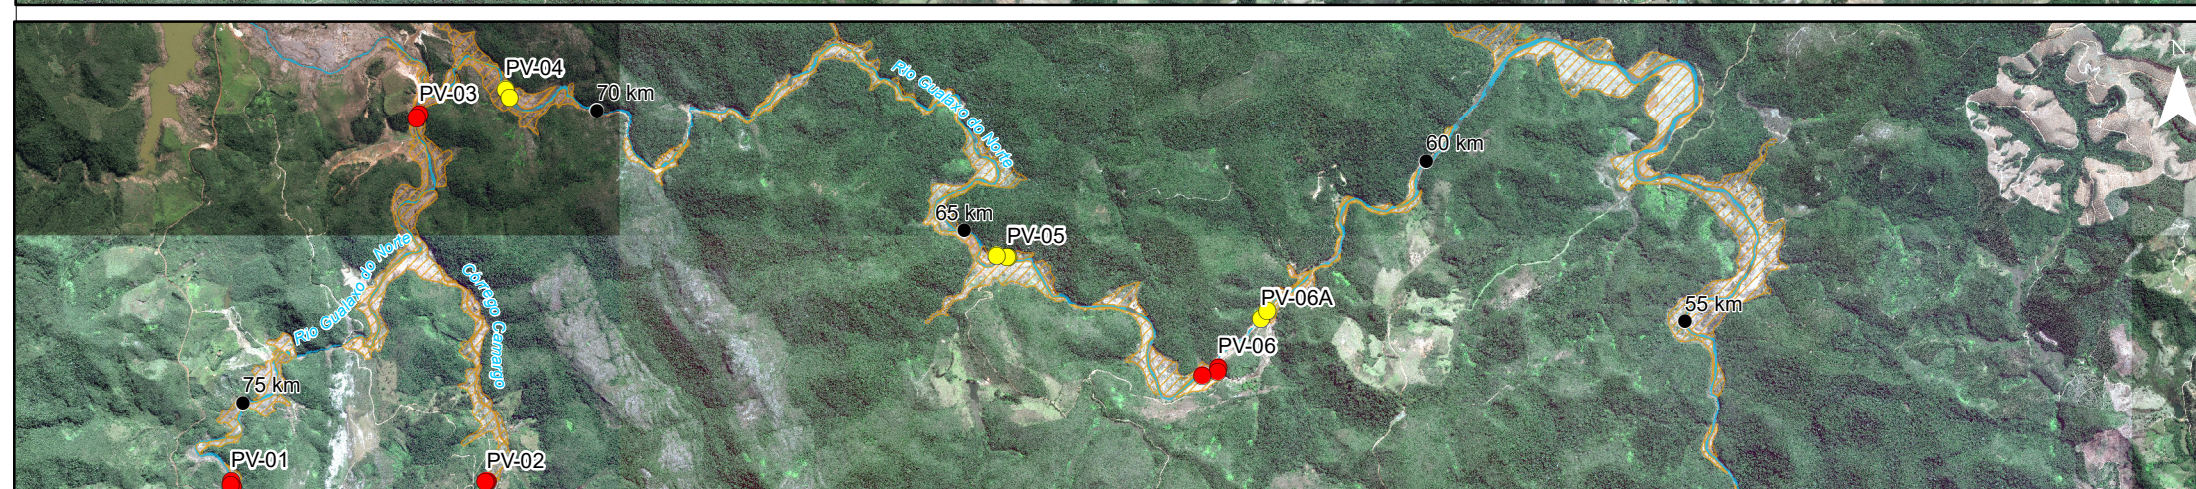 N
PV-04
PV-03
70 km
Rio Gualaxo do Norte
60 km
65 km
PV-05
Rio Gualaxo do Norte
Córrego Camargo
PV-06A
55 km
PV-06
75 km
PV-01
PV-02